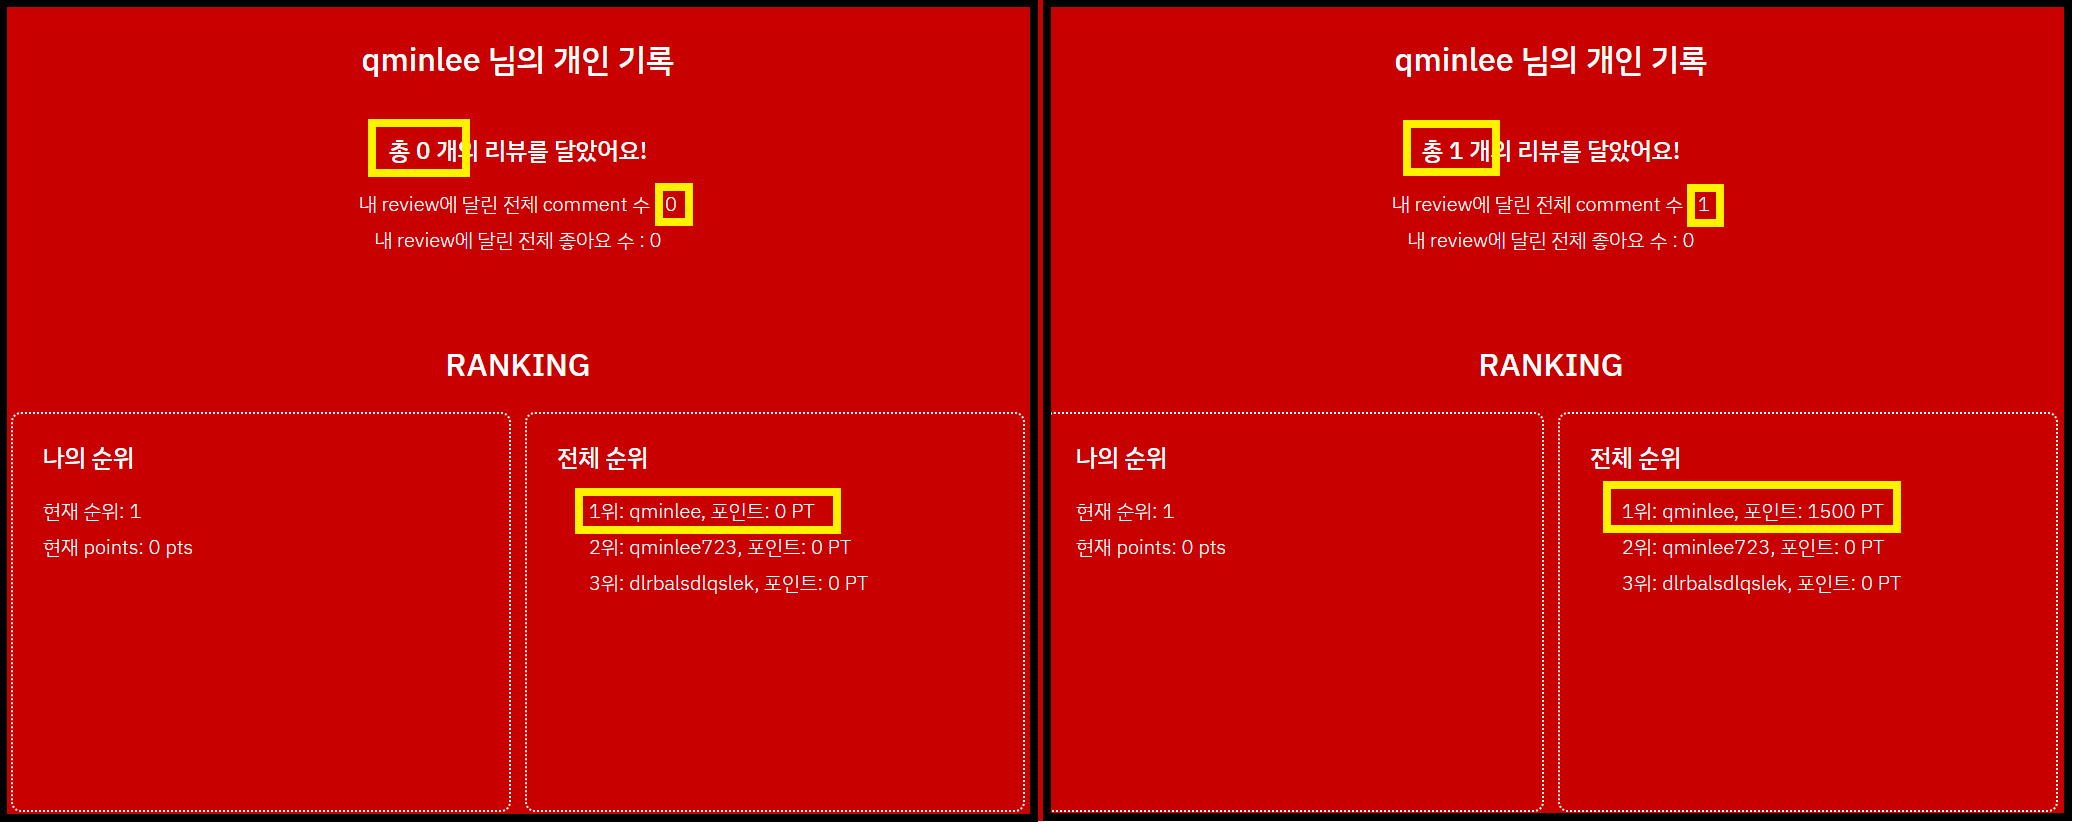 qminlee 님의 개인 기록
총 0 개의 리뷰를 달았어요!
내 review에 달린 전체 comment 수 0
내 review에 달린 전체 좋아요 수 : 0
RANKING
나의 순위
현재 순위: 1
현재 points: 0 pts
전체 순위
1위: qminlee, 포인트: 0 PT
2위: qminlee723, 포인트: 0 PT
3위: dlrbalsdlqslek, 포인트: 0 PT
qminlee 님의 개인 기록
총 1 개의 리뷰를 달았어요!
내 review에 달린 전체 comment 수 1
내 review에 달린 전체 좋아요 수 : 0
RANKING
나의 순위
현재 순위: 1
현재 points: 0 pts
전체 순위
1위: qminlee, 포인트: 1500 PT
2위: qminlee723, 포인트: 0 PT
3위: dlrbalsdlqslek, 포인트: 0 PT